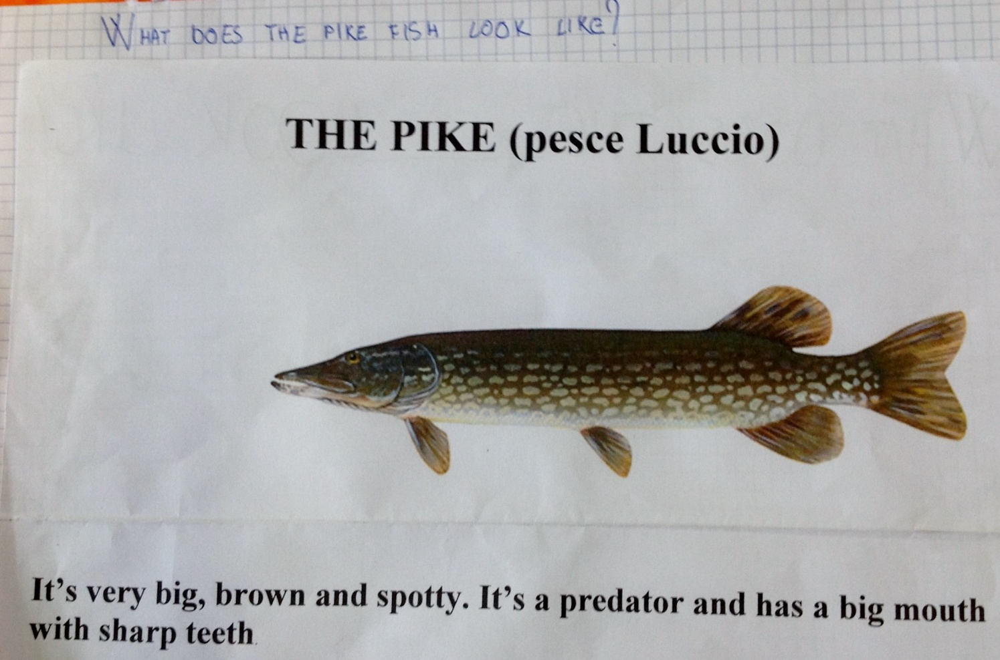 WHAT DOES THE PIKE FISH LOOK LIKE?
THE PIKE (pesce Luccio)
It's very big, brown and spotty. It's a predator and has a big mouth
with sharp teeth.